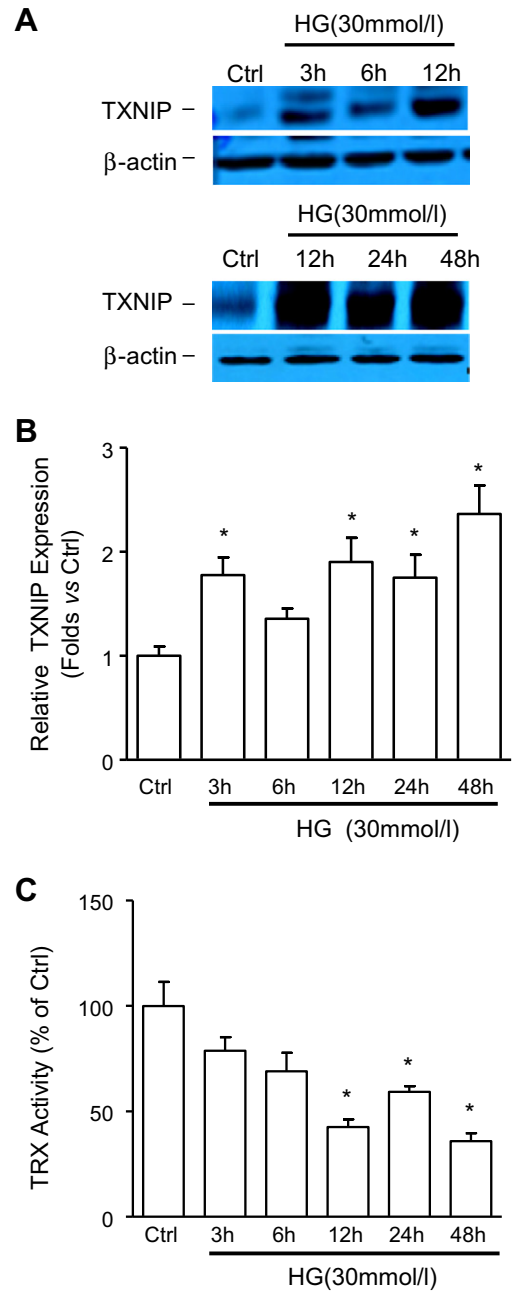 A
HG(30mmol/l)
Ctrl 3h 6h 12h
TXNIP –
β-actin –
HG(30mmol/l)
Ctrl 12h 24h 48h
TXNIP –
β-actin –
B
Relative TXNIP Expression
(Folds vs Ctrl)
3
2
1
0
* * * *
Ctrl 3h 6h 12h 24h 48h
HG (30mmol/l)
C
TRX Activity (% of Ctrl)
150
100
50
0
* * *
Ctrl 3h 6h 12h 24h 48h
HG(30mmol/l)